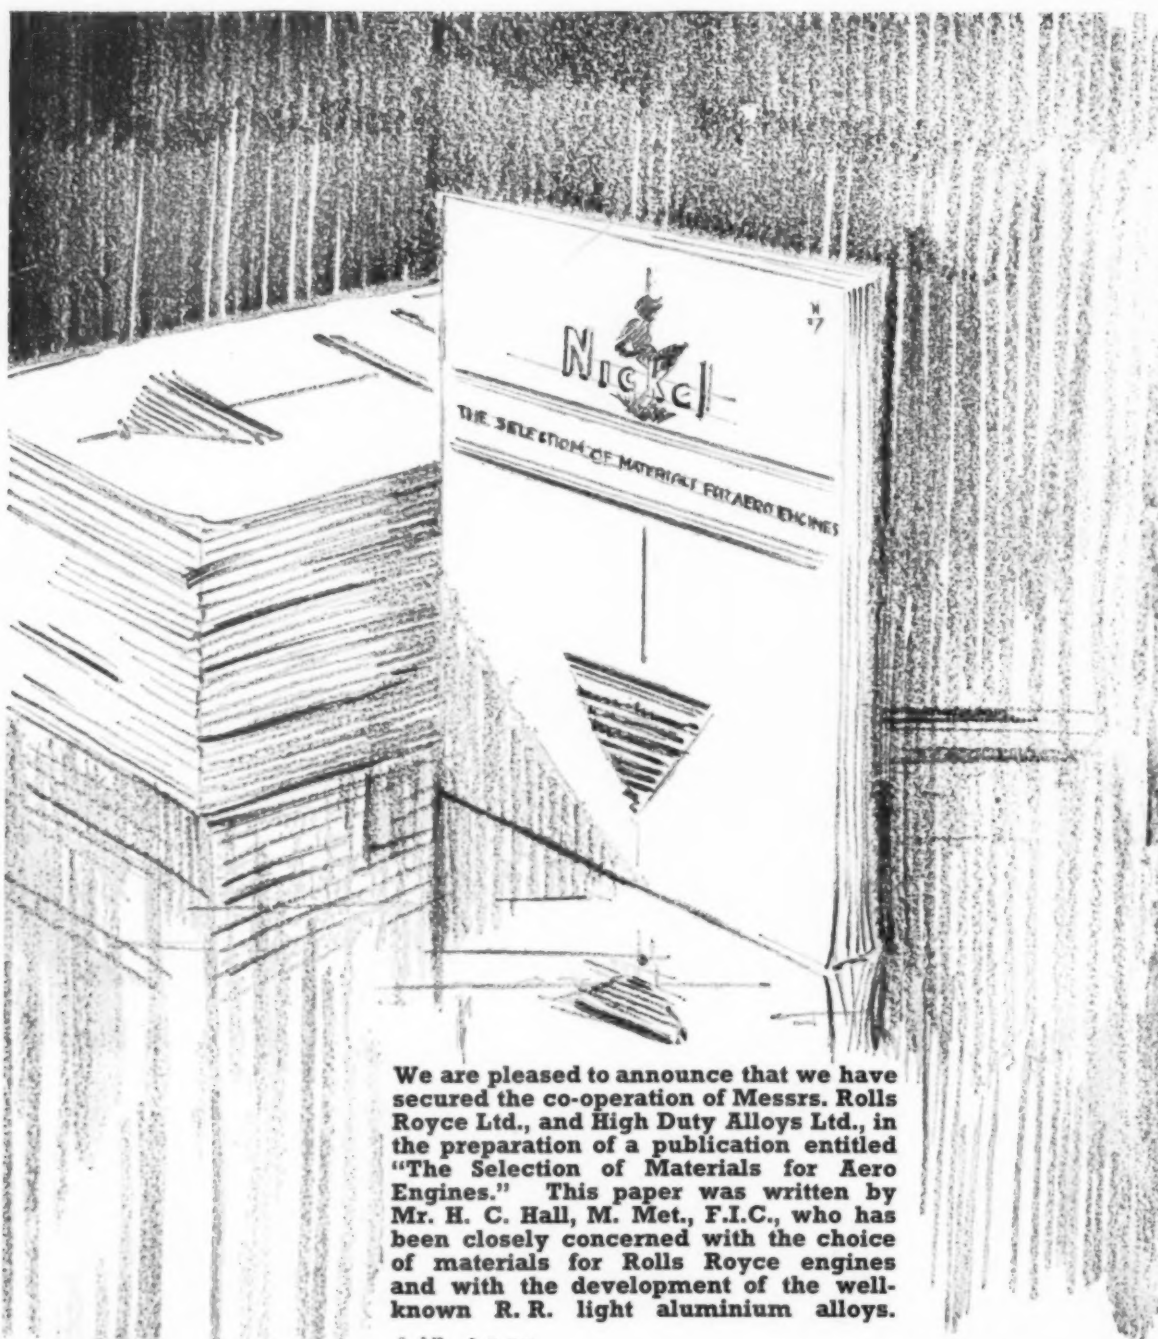 Nickel
THE SELECTION OF MATERIALS FOR AERO ENGINES
We are pleased to announce that we have
secured the co-operation of Messrs. Rolls
Royce Ltd., and High Duty Alloys Ltd., in
the preparation of a publication entitled
“The Selection of Materials for Aero
Engines.” This paper was written by
Mr. H. C. Hall, M. Met., F.I.C., who has
been closely concerned with the choice
of materials for Rolls Royce engines
and with the development of the well-
known R. R. light aluminium alloys.